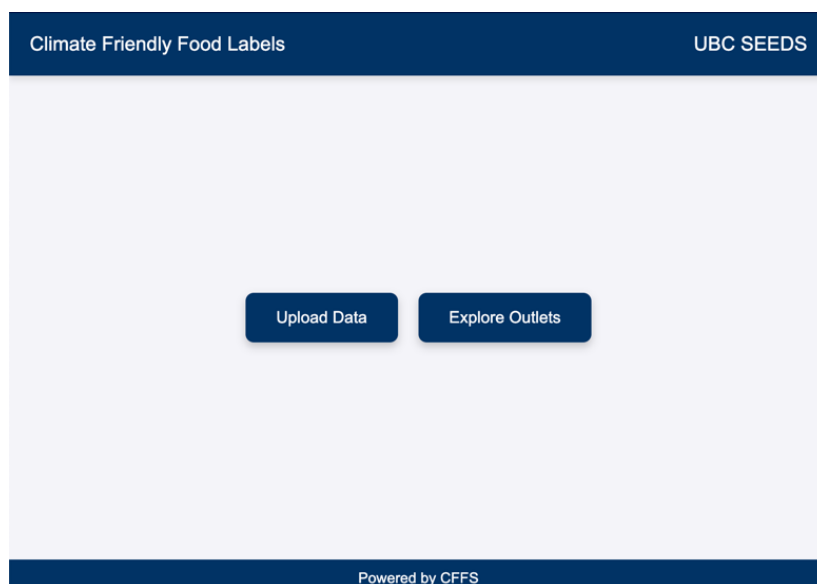 Climate Friendly Food Labels UBC SEEDS
Upload Data Explore Outlets
Powered by CFFS